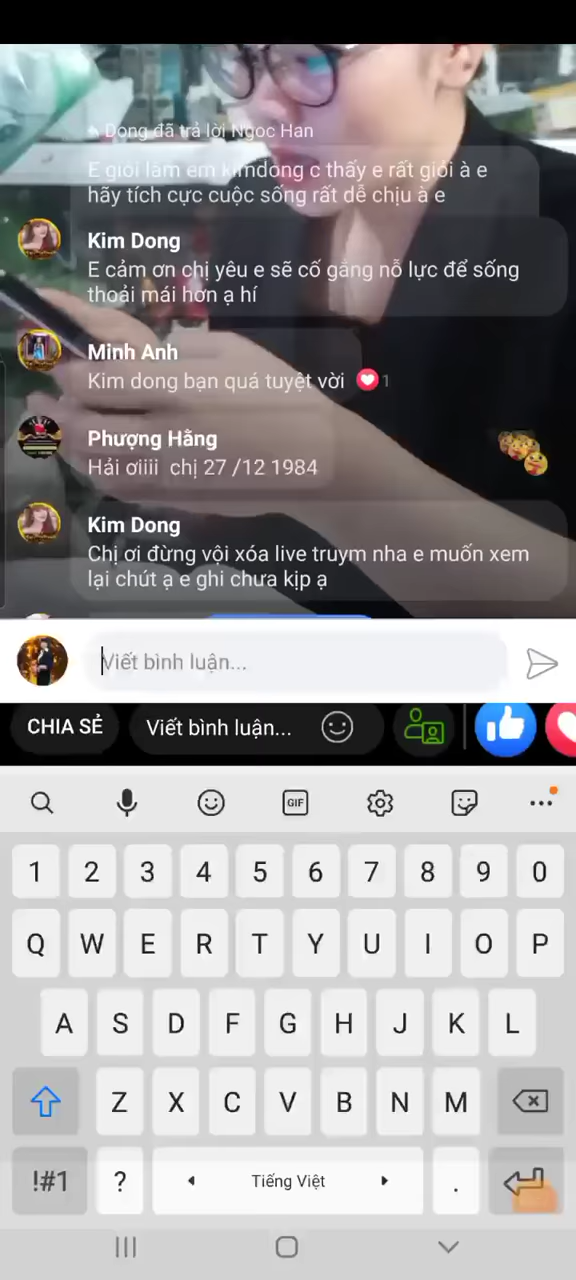 Dong đã trả lời Ngoc Han
E giỏi lắm em kimdong c thấy e rất giỏi à e
hãy tích cực cuộc sống rất dễ chịu à e
Kim Dong
E cảm ơn chị yêu e sẽ cố gắng nỗ lực để sống
thoải mái hơn ạ hí
Minh Anh
Kim dong bạn quá tuyệt vời 1
Phượng Hằng
Hải ơiiii chị 27 /12 1984
Kim Dong
Chị ơi đừng vội xóa live truym nha e muốn xem
lại chút ạ e ghi chưa kịp ạ
Viết bình luận...
CHIA SẺ Viết bình luận...
GIF
1 2 3 4 5 6 7 8 9 0
Q W E R T Y U I O P
A S D F G H J K L
Z X C V B N M
!#1 ? Tiếng Việt .